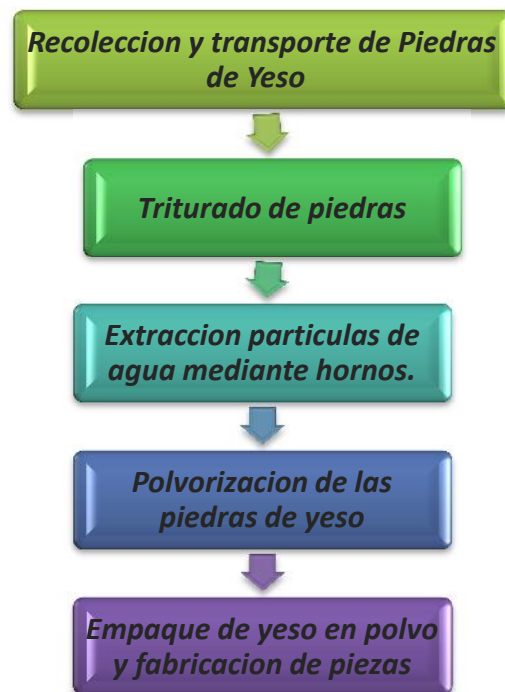 Recoleccion y transporte de Piedras
de Yeso
Triturado de piedras
Extraccion particulas de
agua mediante hornos.
Polvorizacion de las
piedras de yeso
Empaque de yeso en polvo
y fabricacion de piezas